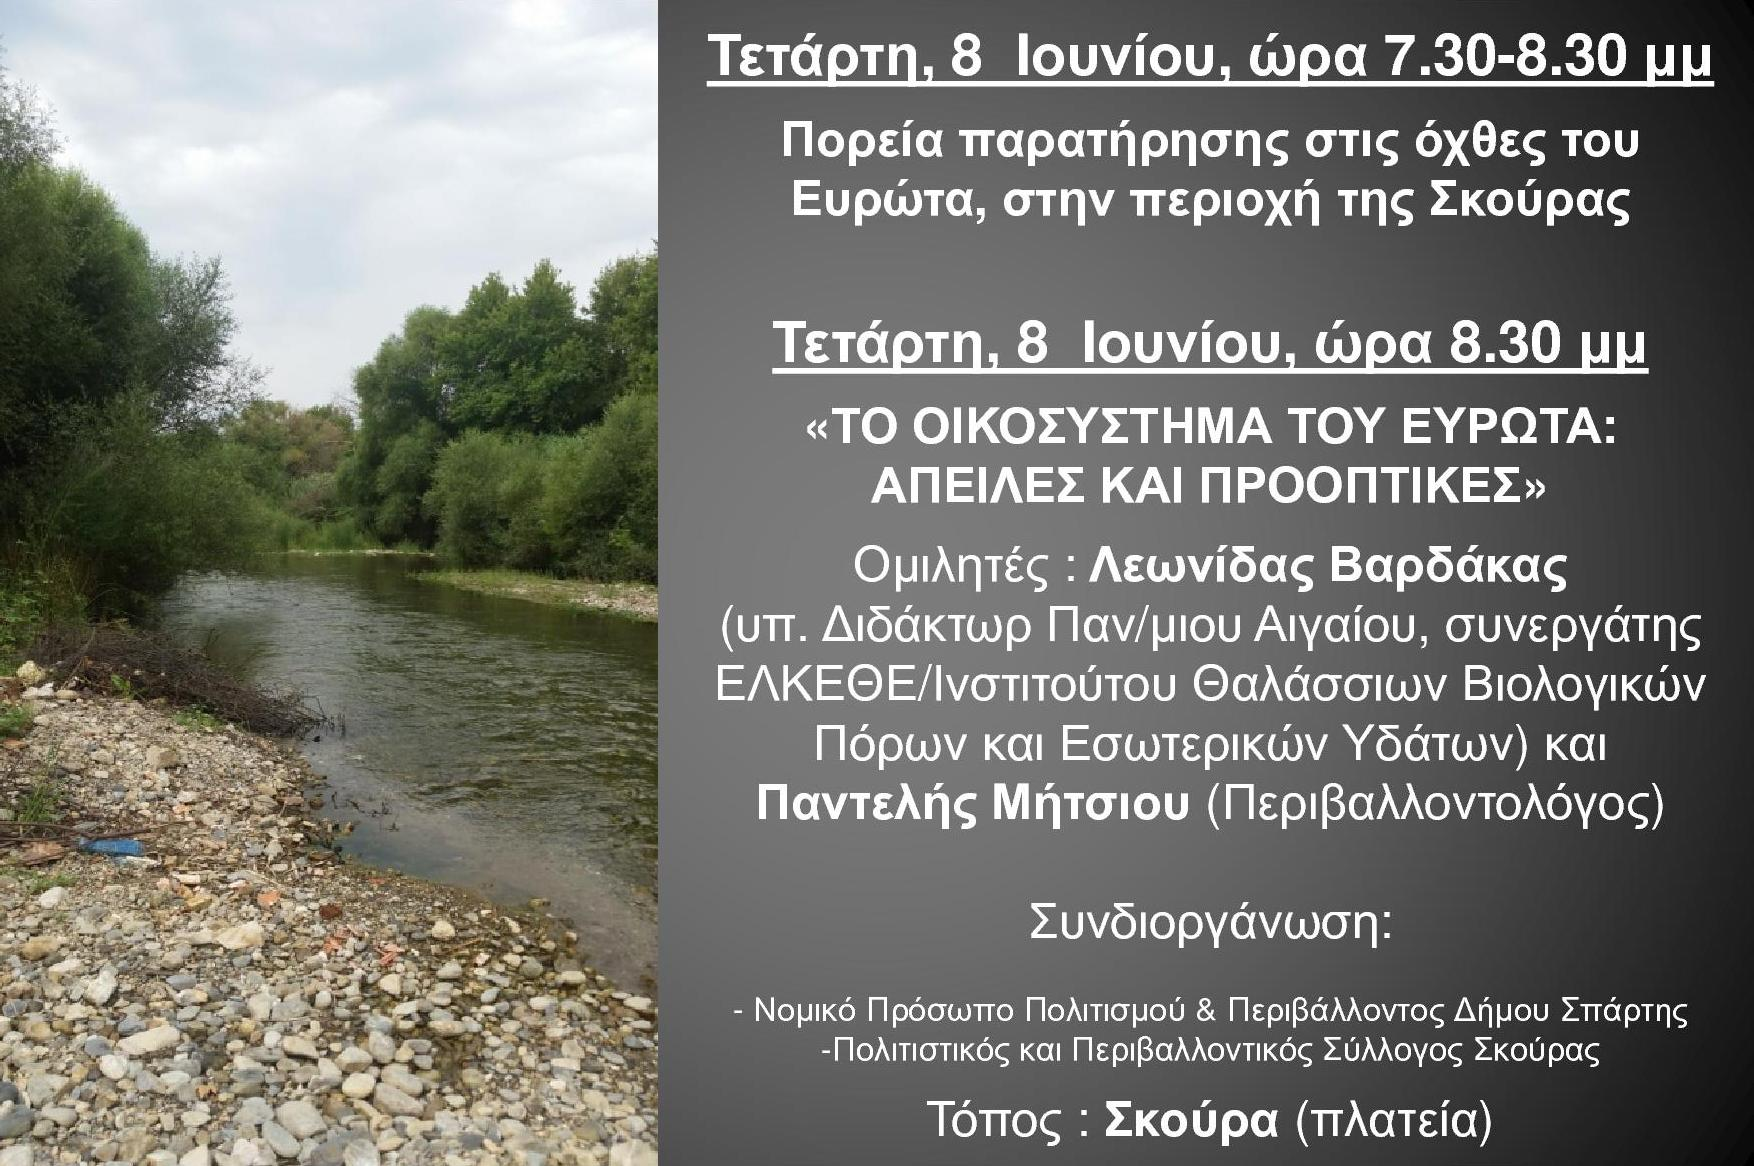 Τετάρτη, 8 Ιουνίου, ώρα 7.30-8.30 μμ
Πορεία παρατήρησης στις όχθες του
Ευρώτα, στην περιοχή της Σκούρας
Τετάρτη, 8 Ιουνίου, ώρα 8.30 μμ
«ΤΟ ΟΙΚΟΣΥΣΤΗΜΑ ΤΟΥ ΕΥΡΩΤΑ:
ΑΠΕΙΛΕΣ ΚΑΙ ΠΡΟΟΠΤΙΚΕΣ»
Ομιλητές : Λεωνίδας Βαρδάκας
(υπ. Διδάκτωρ Παν/μιου Αιγαίου, συνεργάτης
ΕΛΚΕΘΕ/Ινστιτούτου Θαλάσσιων Βιολογικών
Πόρων και Εσωτερικών Υδάτων) και
Παντελής Μήτσιου (Περιβαλλοντολόγος)
Συνδιοργάνωση:
- Νομικό Πρόσωπο Πολιτισμού & Περιβάλλοντος Δήμου Σπάρτης
-Πολιτιστικός και Περιβαλλοντικός Σύλλογος Σκούρας
Τόπος : Σκούρα (πλατεία)